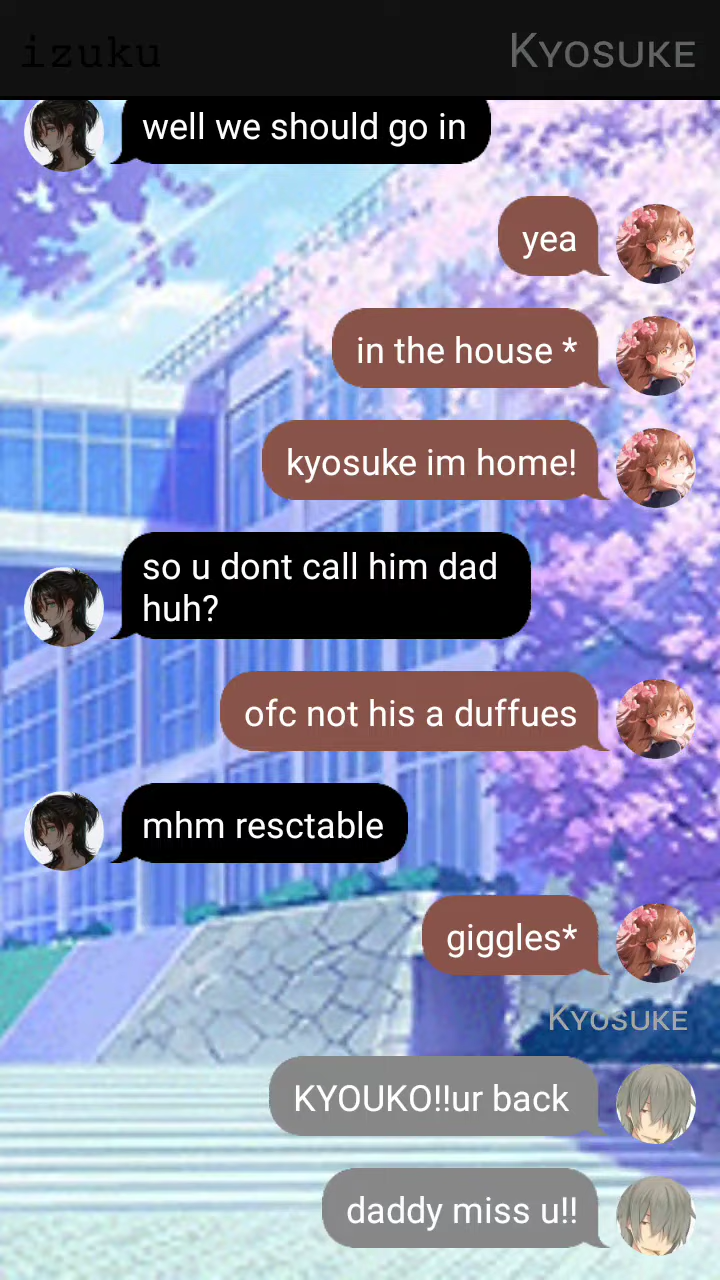 izuku
Kyosuke
well we should go in
yea
in the house *
kyosuke im home!
so u dont call him dad
huh?
ofc not his a duffues
mhm resctable
giggles*
Kyosuke
KYOUKO!!ur back
daddy miss u!!